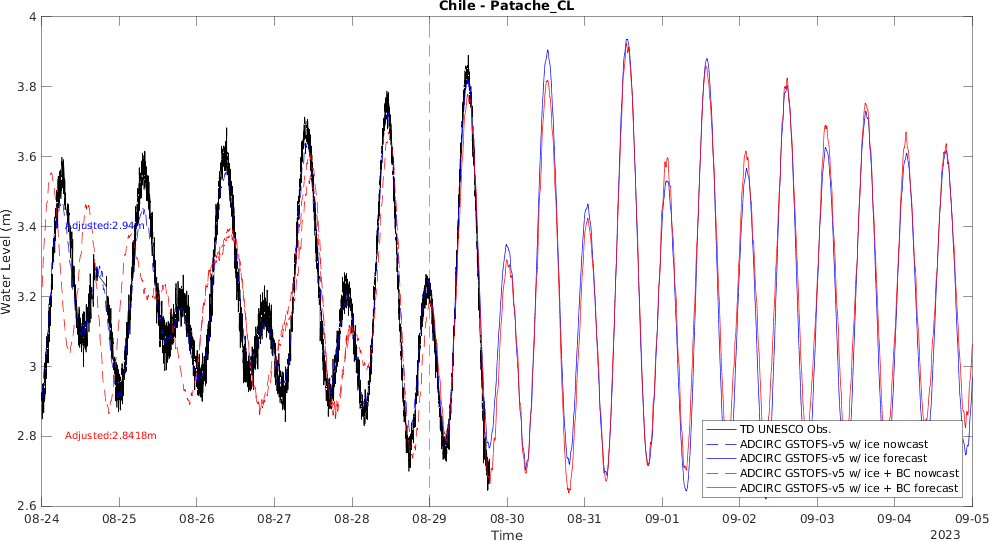 Chile - Patache_CL
4
3.8
3.6
3.4
3.2
3
2.8
2.6
Water Level (m)
Adjusted:2.94m
Adjusted:2.8418m
TD UNESCO Obs.
ADCIRC GSTOFS-v5 w/ ice nowcast
ADCIRC GSTOFS-v5 w/ ice forecast
ADCIRC GSTOFS-v5 w/ ice + BC nowcast
ADCIRC GSTOFS-v5 w/ ice + BC forecast
08-24 08-25 08-26 08-27 08-28 08-29 08-30 08-31 09-01 09-02 09-03 09-04 09-05
Time
2023